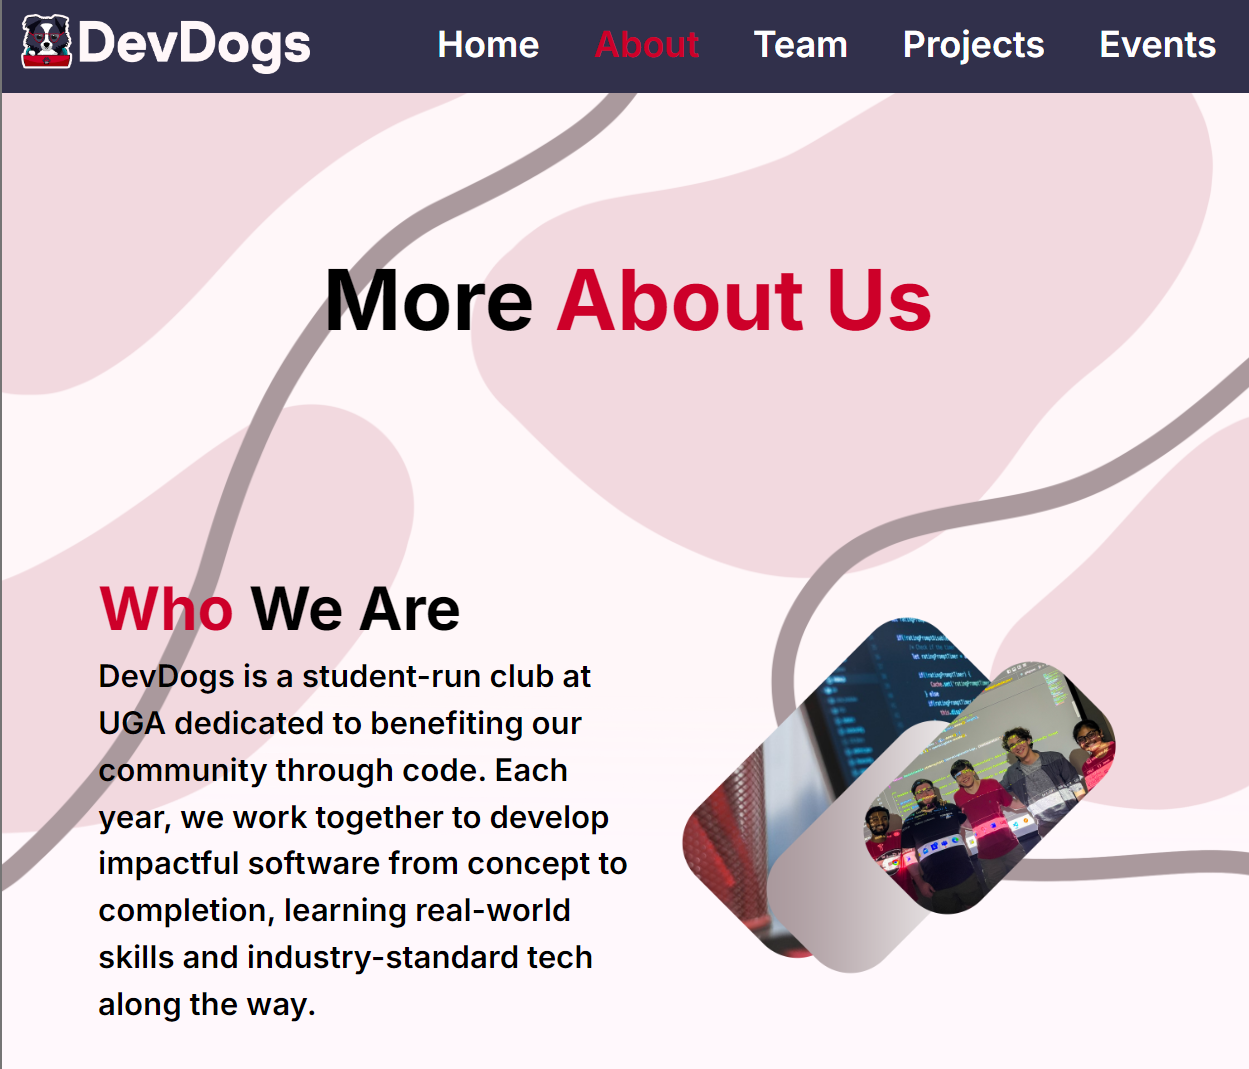 DevDogs Home About Team Projects Events
More About Us
Who We Are
DevDogs is a student-run club at
UGA dedicated to benefiting our
community through code. Each
year, we work together to develop
impactful software from concept to
completion, learning real-world
skills and industry-standard tech
along the way.